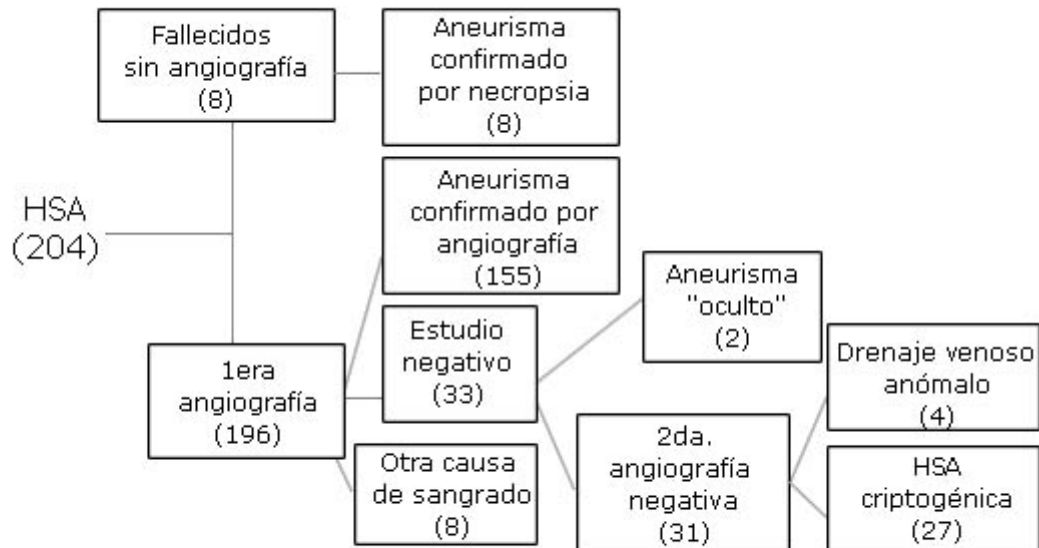 Fallecidos
sin angiografía
(8)
Aneurisma
confirmado
por necropsia
(8)
HSA
(204)
Aneurisma
confirmado por
angiografía
(155)
1era
angiografía
(196)
Estudio
negativo
(33)
Otra causa
de sangrado
(8)
Aneurisma
"oculto"
(2)
2da.
angiografía
negativa
(31)
Drenaje venoso
anómalo
(4)
HSA
criptogénica
(27)